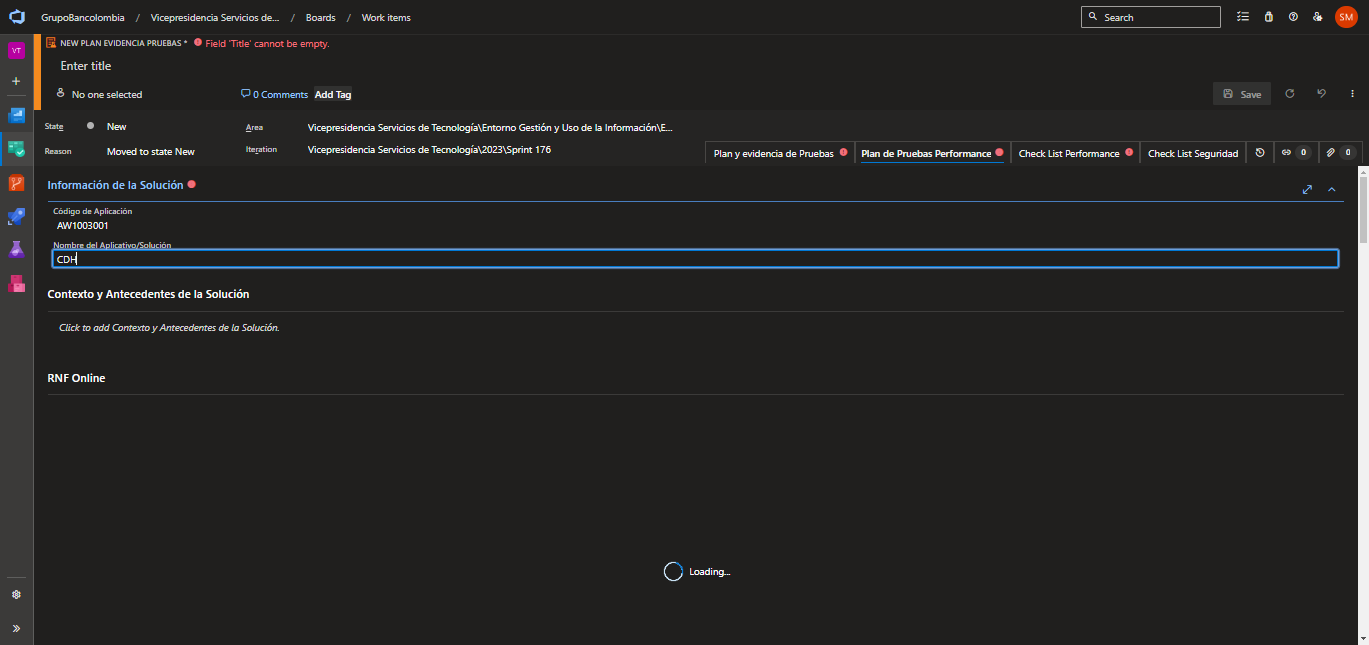 GrupoBancolombia / Vicepresidencia Servicios de... / Boards / Work items
Search
SM
VT
NEW PLAN EVIDENCIA PRUEBAS * Field 'Title' cannot be empty.
Enter title
No one selected
0 Comments
Add Tag
Save
State
New
Area
Vicepresidencia Servicios de Tecnología\Entorno Gestión y Uso de la Información\E...
Reason
Moved to state New
Iteration
Vicepresidencia Servicios de Tecnología\2023\Sprint 176
Plan y evidencia de Pruebas
Plan de Pruebas Performance
Check List Performance
Check List Seguridad
0
0
Información de la Solución
Código de Aplicación
AW1003001
Nombre del Aplicativo/Solución
CDH
Contexto y Antecedentes de la Solución
Click to add Contexto y Antecedentes de la Solución.
RNF Online
Loading...